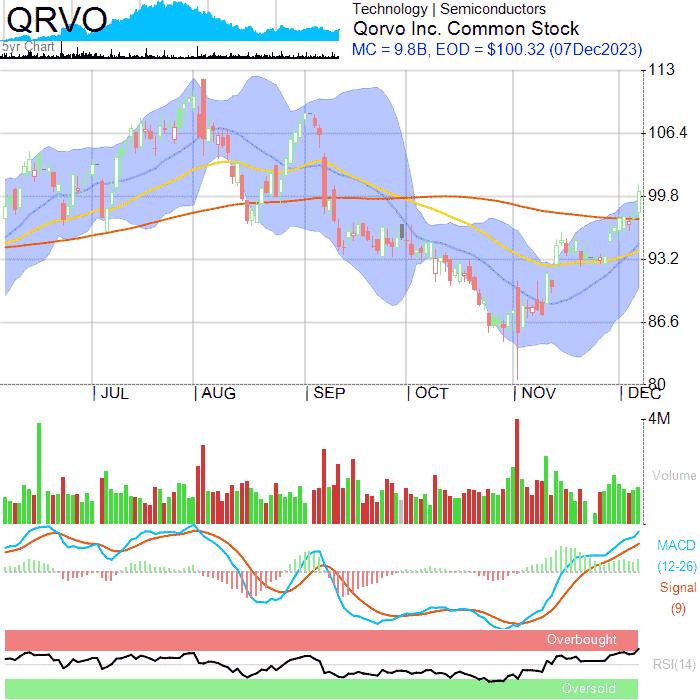 QRVO
5yr Chart
Technology | Semiconductors
Qorvo Inc. Common Stock
MC = 9.8B, EOD = $100.32 (07Dec2023)
113
106.4
99.8
93.2
86.6
80
JUL AUG SEP OCT NOV DEC
4M
Volume
MACD
(12-26)
Signal
(9)
Overbought
RSI(14)
Oversold